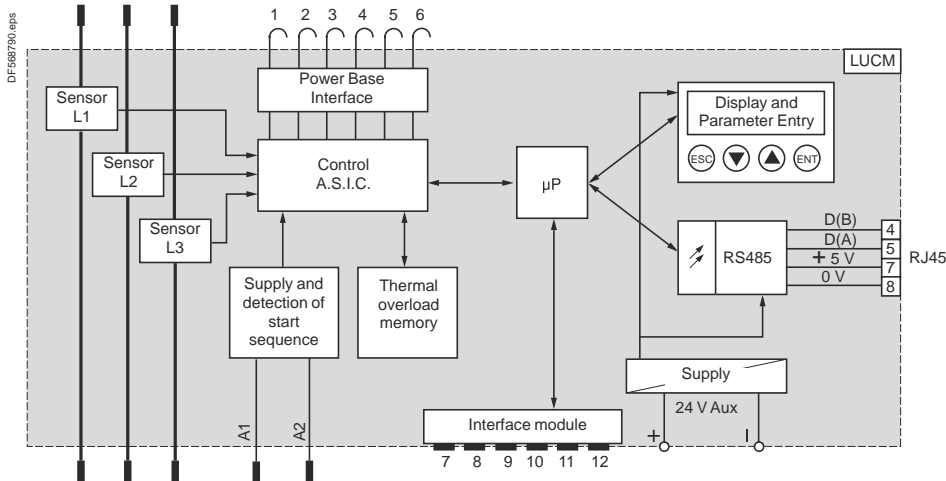 DF568790.eps
1 2 3 4 5 6
LUCM
Power Base
Interface
Sensor
L1
Display and
Parameter Entry
ESC
ENT
Control
A.S.I.C.
µP
Sensor
L2
Sensor
L3
RS485
D(B)
4
D(A)
5
+ 5 V
7
0 V
8
RJ45
Supply and
detection of
start
sequence
Thermal
overload
memory
Supply
24 V Aux
+
–
A1
A2
Interface module
7 8 9 10 11 12